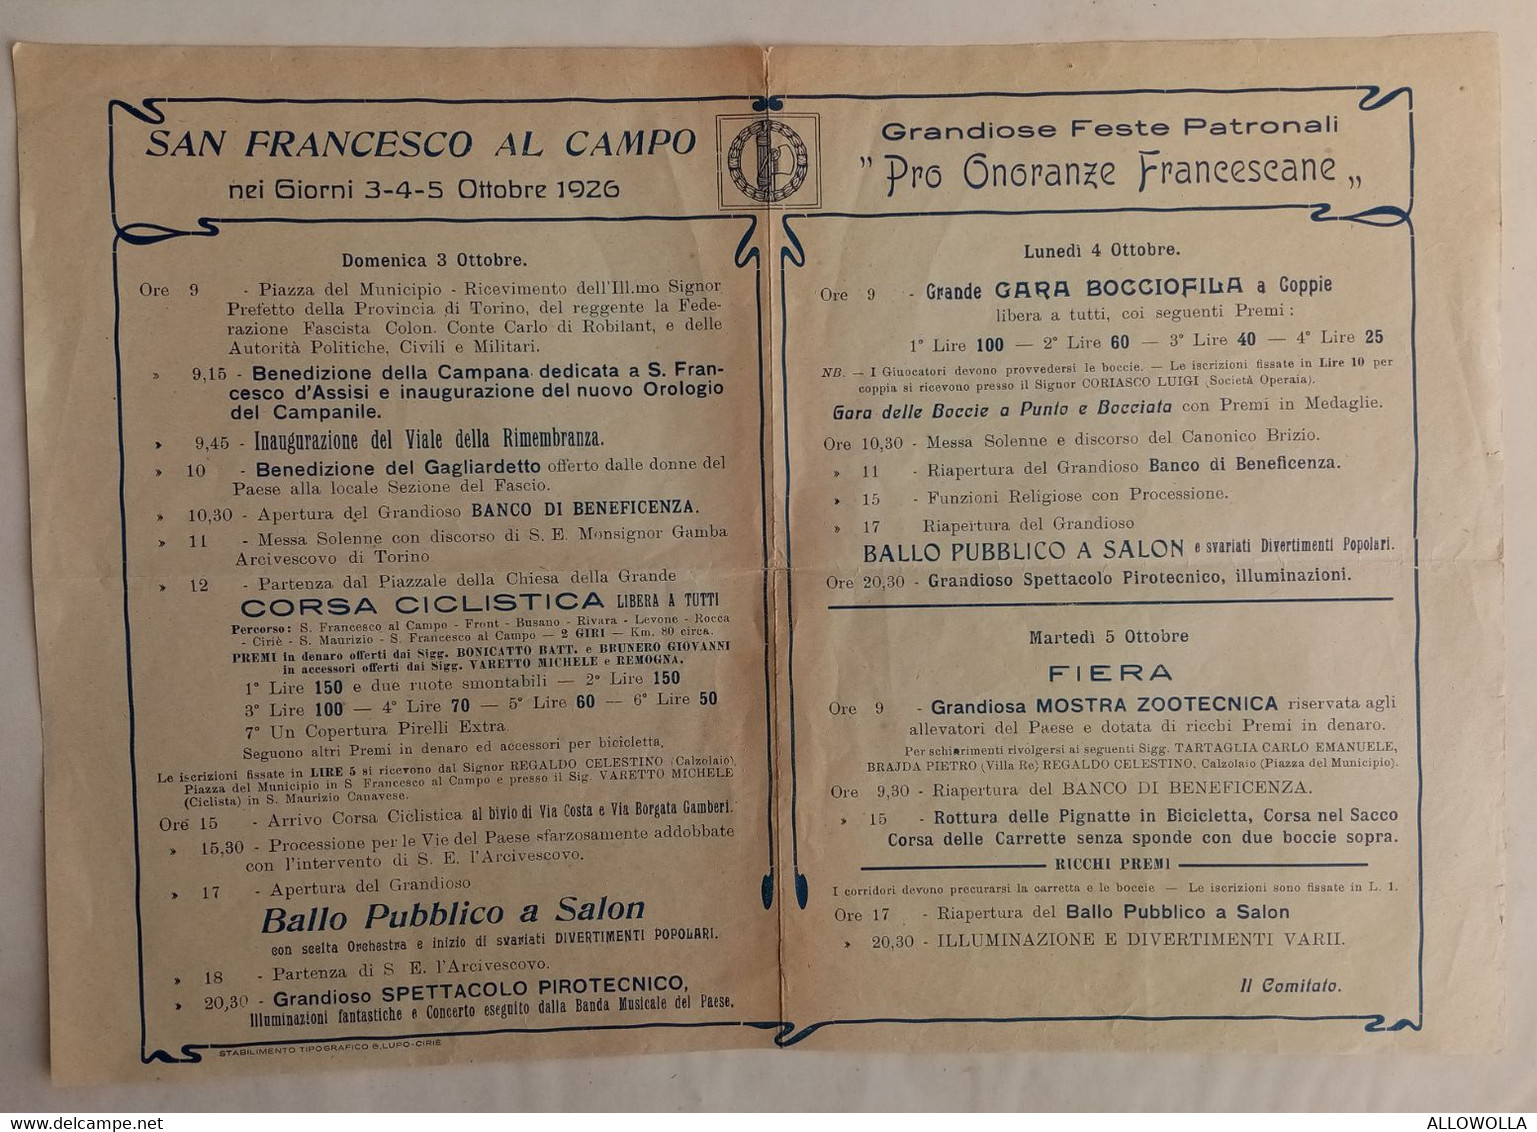 SAN FRANCESCO AL CAMPO
nei Giorni 3-4-5 Ottobre 1926
Grandiose Feste Patronali
" Pro Onoranze Francescane „
Domenica 3 Ottobre.
Ore 9 - Piazza del Municipio - Ricevimento dell'Ill.mo Signor
Prefetto della Provincia di Torino, del reggente la Fede-
razione Fascista Colon. Conte Carlo di Robilant, e delle
Autorità Politiche, Civili e Militari.
» 9,15 - Benedizione della Campana dedicata a S. Fran-
cesco d'Assisi e inaugurazione del nuovo Orologio
del Campanile.
» 9,45 - Inaugurazione del Viale della Rimembranza.
» 10 - Benedizione del Gagliardetto offerto dalle donne del
Paese alla locale Sezione del Fascio.
» 10,30 - Apertura del Grandioso BANCO DI BENEFICENZA.
» 11 - Messa Solenne con discorso di S. E. Monsignor Gamba
Arcivescovo di Torino
» 12 - Partenza dal Piazzale della Chiesa della Grande
CORSA CICLISTICA LIBERA A TUTTI
Percorso: S. Francesco al Campo - Front - Busano - Rivara - Levone - Rocca
- Ciriè - S. Maurizio - S. Francesco al Campo — 2 GIRI — Km. 80 circa.
PREMI in denaro offerti dai Sigg. BONICATTO BATT. e BRUNERO GIOVANNI
in accessori offerti dai Sigg. VARETTO MICHELE e REMOGNA.
1° Lire 150 e due ruote smontabili — 2° Lire 150
3° Lire 100 — 4° Lire 70 — 5° Lire 60 — 6° Lire 50
7° Un Copertura Pirelli Extra
Seguono altri Premi in denaro ed accessori per bicicletta.
Le iscrizioni fissate in LIRE 5 si ricevono dal Signor REGALDO CELESTINO (Calzolaio),
Piazza del Municipio in S Francesco al Campo e presso il Sig. VARETTO MICHELE
(Ciclista) in S. Maurizio Canavese.
Ore 15 - Arrivo Corsa Ciclistica al bivio di Via Costa e Via Borgata Gamberi.
» 15,30 - Processione per le Vie del Paese sfarzosamente addobbate
con l'intervento di S. E. l'Arcivescovo.
» 17 - Apertura del Grandioso
Ballo Pubblico a Salon
con scelta Orchestra e inizio di svariati DIVERTIMENTI POPOLARI.
» 18 - Partenza di S E. l'Arcivescovo.
» 20,30 - Grandioso SPETTACOLO PIROTECNICO,
Illuminazioni fantastiche e Concerto eseguito dalla Banda Musicale del Paese.
STABILIMENTO TIPOGRAFICO G. LUPO-CIRIÈ
Lunedì 4 Ottobre.
Ore 9 - Grande GARA BOCCIOFILA a Coppie
libera a tutti, coi seguenti Premi :
1° Lire 100 — 2° Lire 60 — 3° Lire 40 — 4° Lire 25
NB. — I Giuocatori devono provvedersi le boccie. — Le iscrizioni fissate in Lire 10 per
coppia si ricevono presso il Signor CORIASCO LUIGI (Società Operaia).
Gara delle Boccie a Punto e Bocciata con Premi in Medaglie.
Ore 10,30 - Messa Solenne e discorso del Canonico Brizio.
» 11 - Riapertura del Grandioso Banco di Beneficenza.
» 15 - Funzioni Religiose con Processione.
» 17 Riapertura del Grandioso
BALLO PUBBLICO A SALON e svariati Divertimenti Popolari.
Ore 20,30 - Grandioso Spettacolo Pirotecnico, illuminazioni.
Martedì 5 Ottobre
FIERA
Ore 9 - Grandiosa MOSTRA ZOOTECNICA riservata agli
allevatori del Paese e dotata di ricchi Premi in denaro.
Per schiarimenti rivolgersi ai seguenti Sigg. TARTAGLIA CARLO EMANUELE,
BRAJDA PIETRO (Villa Re) REGALDO CELESTINO, Calzolaio (Piazza del Municipio).
Ore 9,30 - Riapertura del BANCO DI BENEFICENZA.
» 15 - Rottura delle Pignatte in Bicicletta, Corsa nel Sacco
Corsa delle Carrette senza sponde con due boccie sopra.
RICCHI PREMI
I corridori devono precurarsi la carretta e le boccie — Le iscrizioni sono fissate in L. 1.
Ore 17 - Riapertura del Ballo Pubblico a Salon
» 20,30 - ILLUMINAZIONE E DIVERTIMENTI VARII.
Il Comitato.
ALLOWOLLA